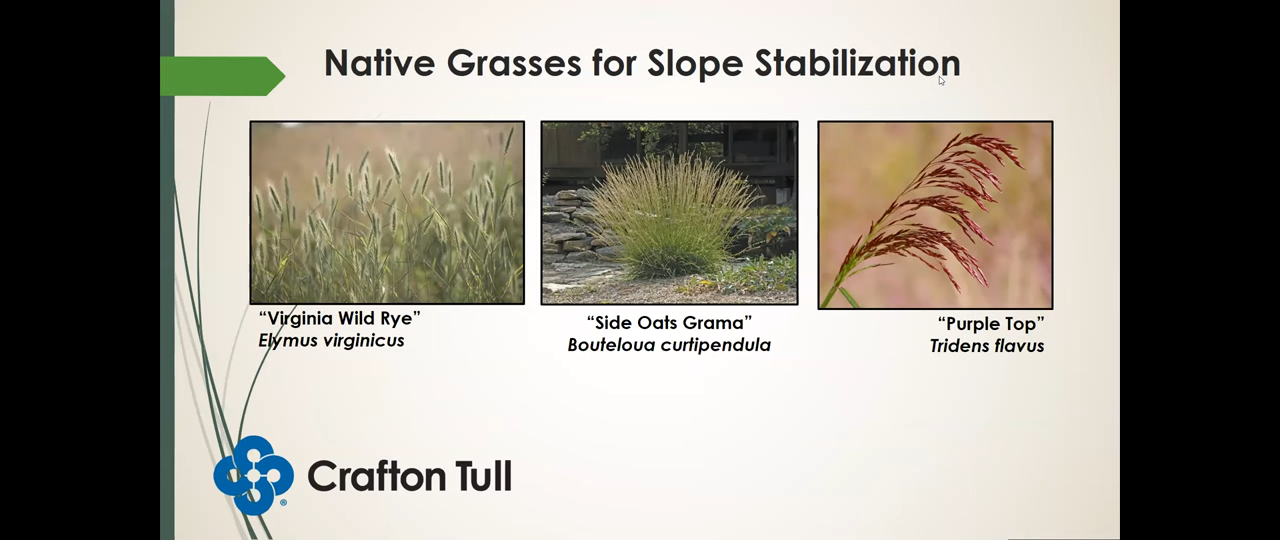 Native Grasses for Slope Stabilization
“Virginia Wild Rye”
Elymus virginicus
“Side Oats Grama”
Bouteloua curtipendula
“Purple Top”
Tridens flavus
Crafton Tull
®